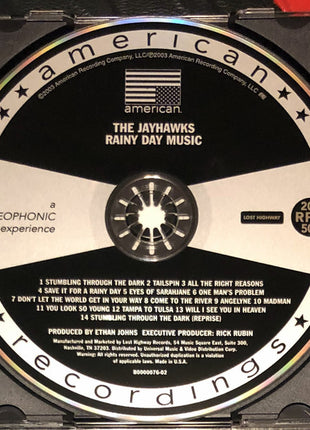 american
©2003 American Recording Company, LLC/℗2003 American Recording Company, LLC
american.
THE JAYHAWKS
RAINY DAY MUSIC
a
EOPHONIC
experience
LOST HIGHWAY
20
RP
50
1 STUMBLING THROUGH THE DARK 2 TAILSPIN 3 ALL THE RIGHT REASONS
4 SAVE IT FOR A RAINY DAY 5 EYES OF SARAHJANE 6 ONE MAN'S PROBLEM
7 DON'T LET THE WORLD GET IN YOUR WAY 8 COME TO THE RIVER 9 ANGELYNE 10 MADMAN
11 YOU LOOK SO YOUNG 12 TAMPA TO TULSA 13 WILL I SEE YOU IN HEAVEN
14 STUMBLING THROUGH THE DARK (REPRISE)
PRODUCED BY ETHAN JOHNS EXECUTIVE PRODUCER: RICK RUBIN
Manufactured and Marketed by Lost Highway Records, 54 Music Square East, Suite 300,
Nashville, TN 37203. Distributed by Universal Music & Video Distribution Corp.
Warning: All rights reserved. Unauthorized duplication is a violation
of applicable laws. Made in U.S.A.
B0000076-02
recordings